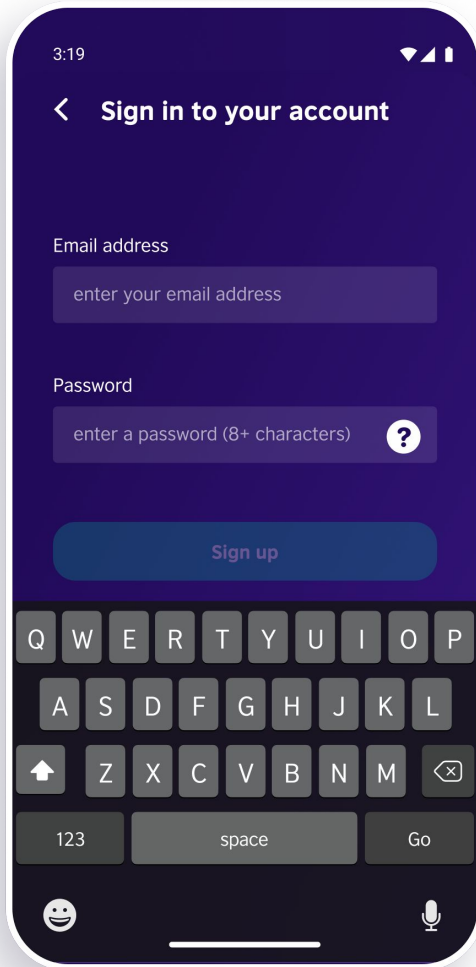 3:19
Sign in to your account
Email address
enter your email address
Password
enter a password (8+ characters) ?
Sign up
Q W E R T Y U I O P
A S D F G H J K L
Z X C V B N M
123 space Go